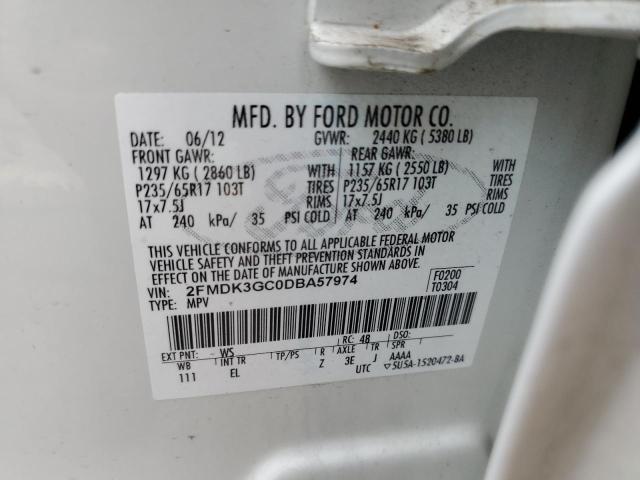 MFD. BY FORD MOTOR CO.
DATE: 06/12 GVWR: 2440 KG ( 5380 LB)
FRONT GAWR: REAR GAWR:
1297 KG ( 2860 LB) WITH 1157 KG ( 2550 LB) WITH
P235/65R17 103T TIRES P235/65R17 103T TIRES
17x7.5J RIMS 17x7.5J RIMS
AT 240 kPa/ 35 PSI COLD AT 240 kPa/ 35 PSI COLD
THIS VEHICLE CONFORMS TO ALL APPLICABLE FEDERAL MOTOR
VEHICLE SAFETY AND THEFT PREVENTION STANDARDS IN
EFFECT ON THE DATE OF MANUFACTURE SHOWN ABOVE.
VIN: 2FMDK3GC0DBA57974 F0200
TYPE: MPV T0304
EXT PNT: WS RC: 48 DSO:
WB INT TR TP/PS R AXLE TR SPR
111 EL Z 3E J AAAA
UTC 5U5A-1520472-BA